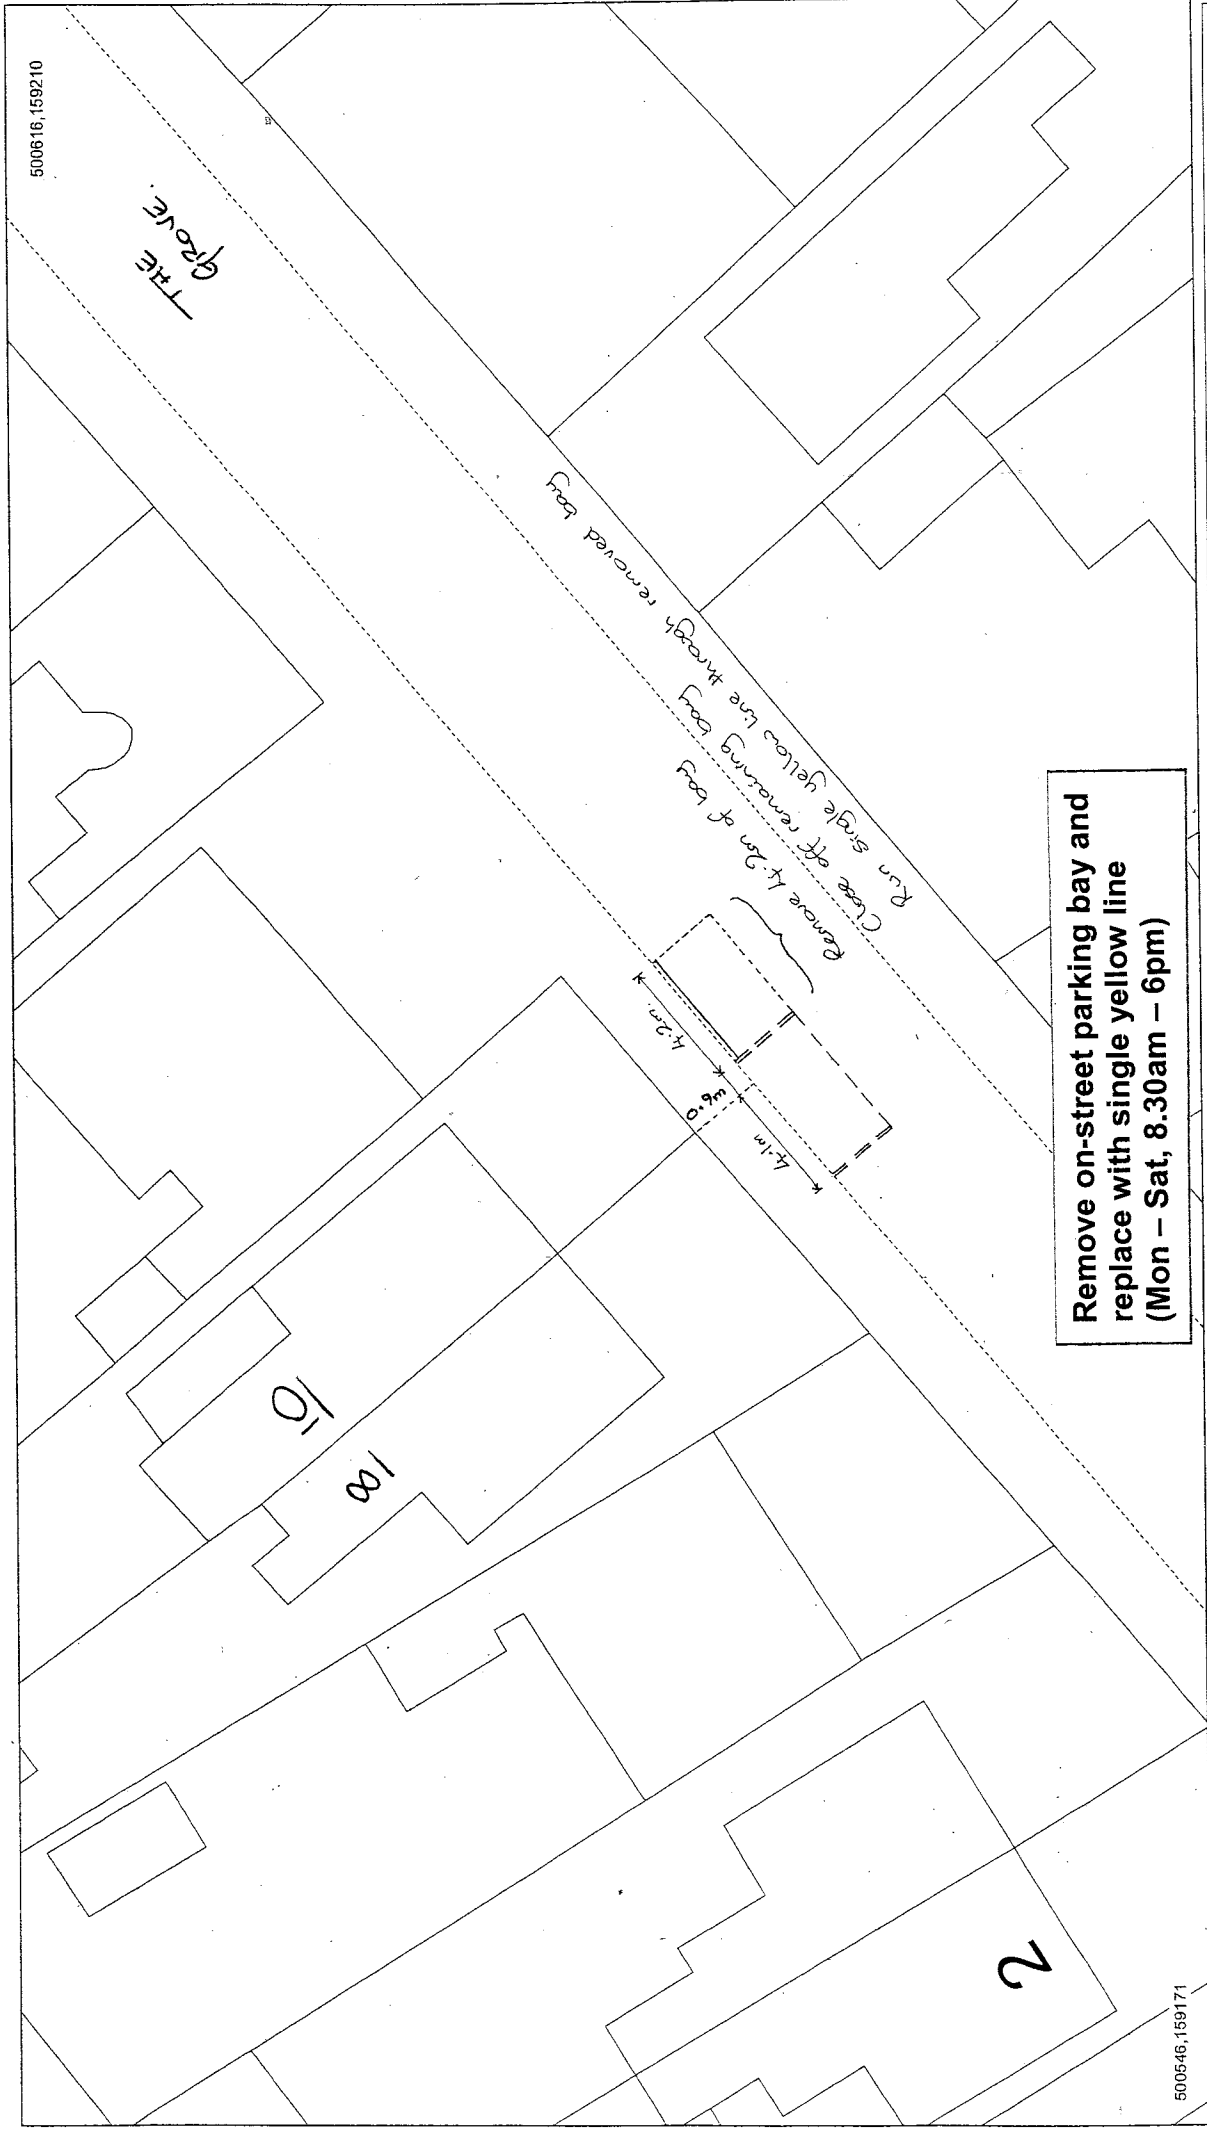 500616,159210
THE
GROVE.
Remove 4.2m of bay
Close off remaining bay
Run single yellow line through removed bay
4.2m
0.9m
4.1m
10
8
2
Remove on-street parking bay and
replace with single yellow line
(Mon – Sat, 8.30am – 6pm)
500546,159171